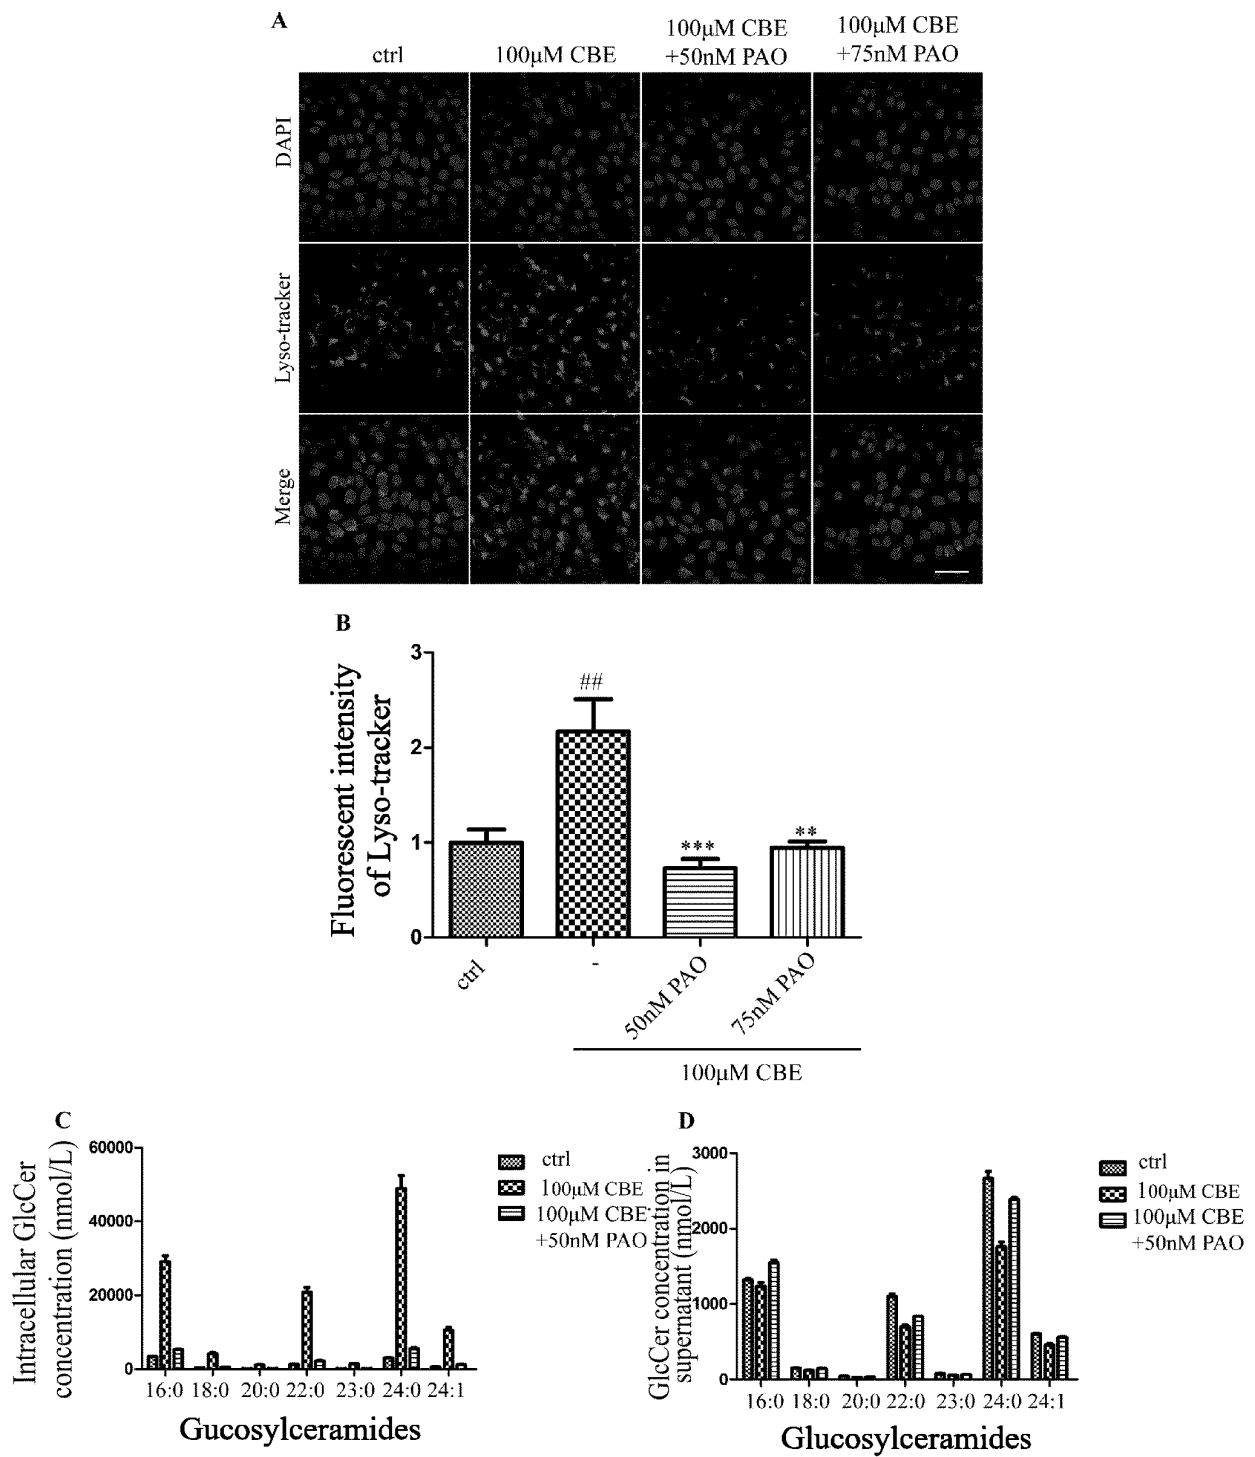 A
ctrl
100μM CBE
100μM CBE
+50nM PAO
100μM CBE
+75nM PAO
DAPI
Lyso-tracker
Merge
B
Fluorescent intensity
of Lyso-tracker
3
2
1
0
##
***
**
ctrl
-
50nM PAO
75nM PAO
100μM CBE
C
Intracellular GlcCer
concentration (nmol/L)
60000
40000
20000
0
16:0 18:0 20:0 22:0 23:0 24:0 24:1
Gucosylceramides
ctrl
100μM CBE
100μM CBE
+50nM PAO
D
GlcCer concentration in
supernatant (nmol/L)
3000
2000
1000
0
16:0 18:0 20:0 22:0 23:0 24:0 24:1
Glucosylceramides
ctrl
100μM CBE
100μM CBE
+50nM PAO